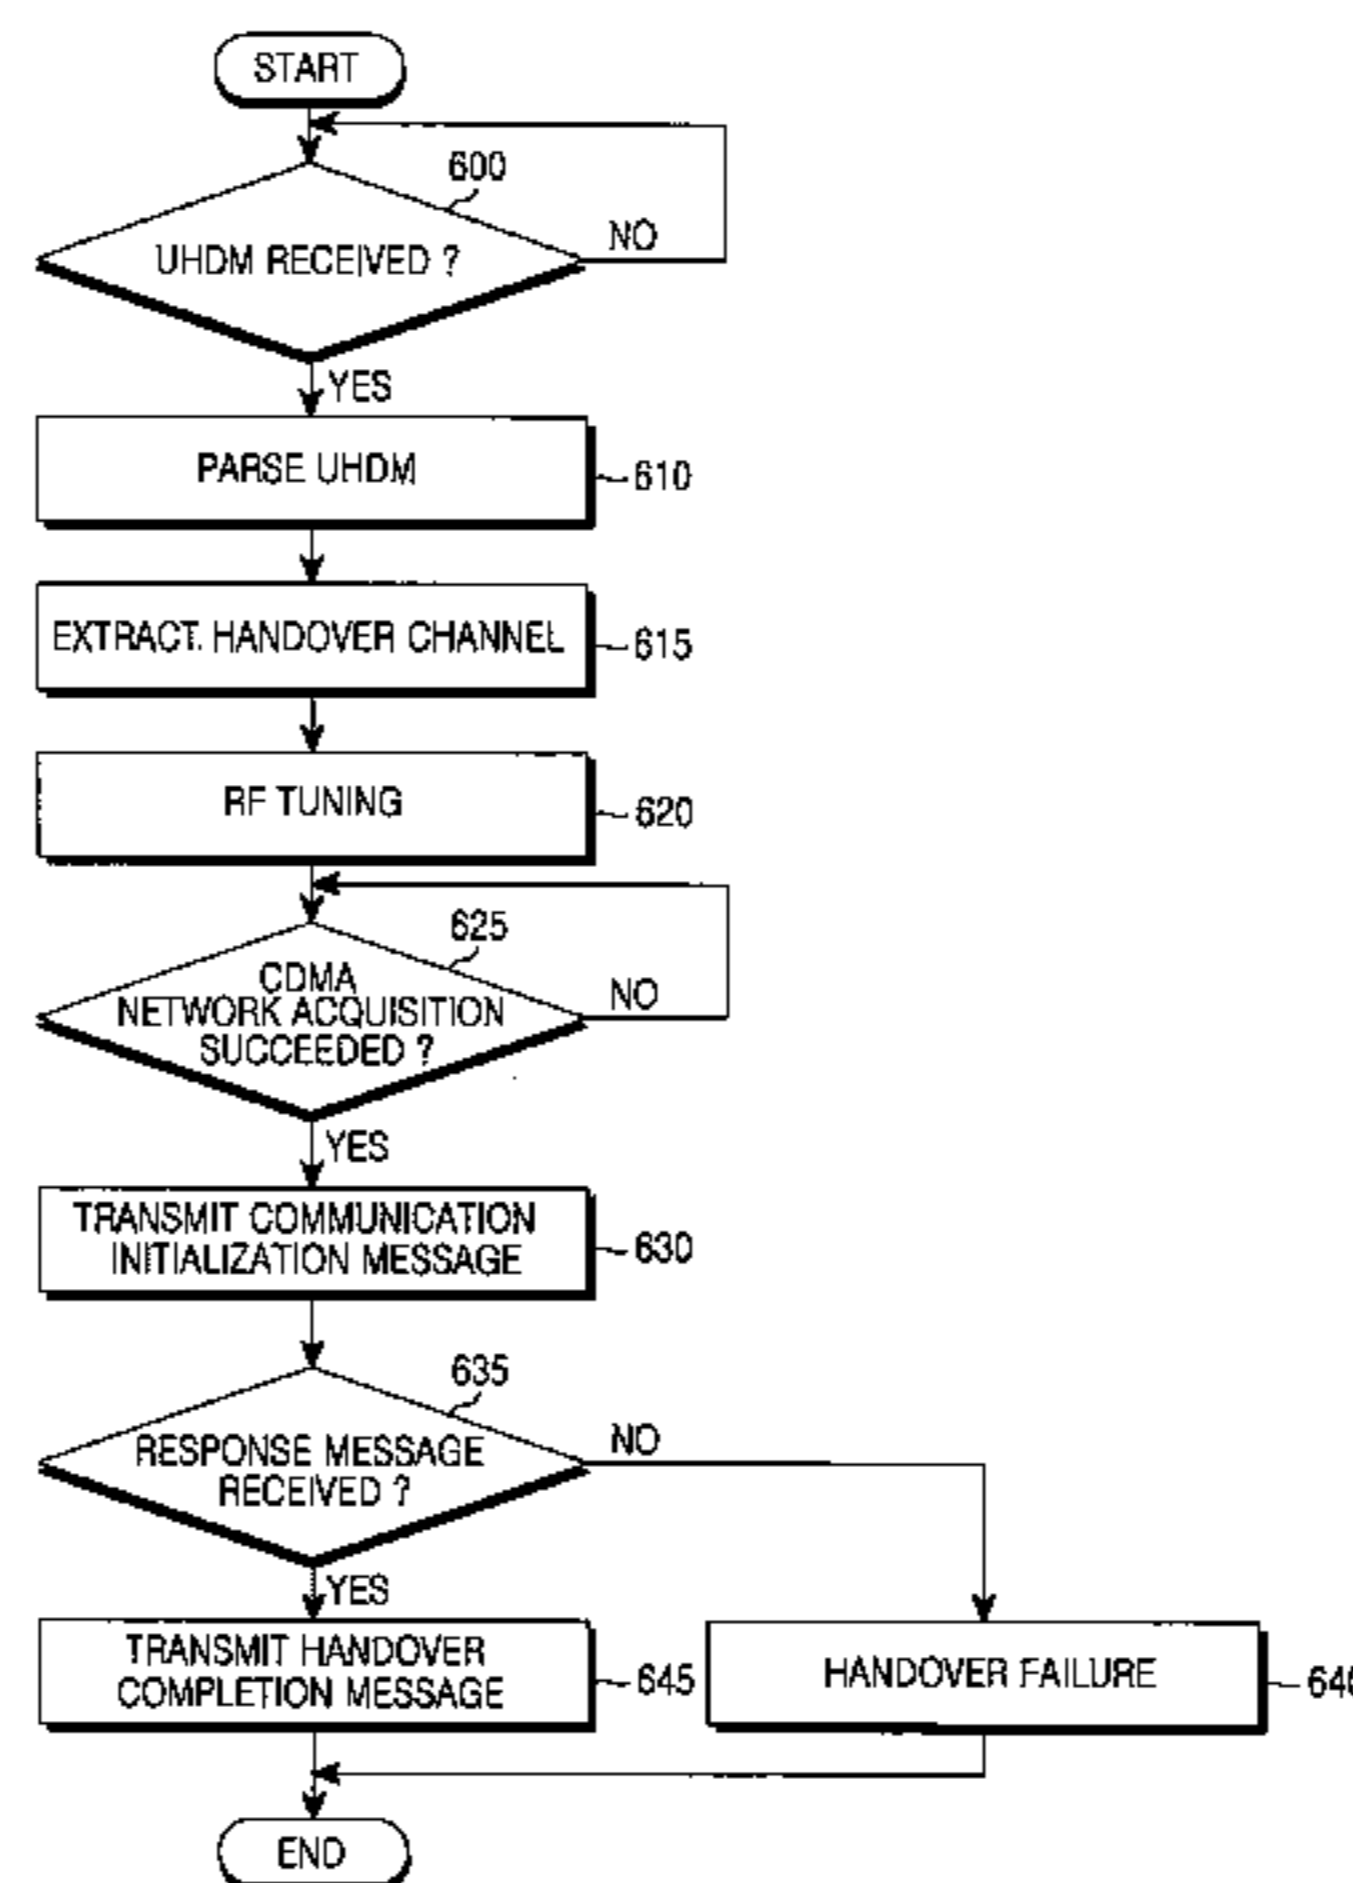 START
600
UHDM RECEIVED ?
NO
YES
PARSE UHDM
610
EXTRACT. HANDOVER CHANNEL
615
RF TUNING
620
625
CDMA
NETWORK ACQUISITION
SUCCEEDED ?
NO
YES
TRANSMIT COMMUNICATION
INITIALIZATION MESSAGE
630
635
RESPONSE MESSAGE
RECEIVED ?
NO
YES
TRANSMIT HANDOVER
COMPLETION MESSAGE
645
HANDOVER FAILURE
END